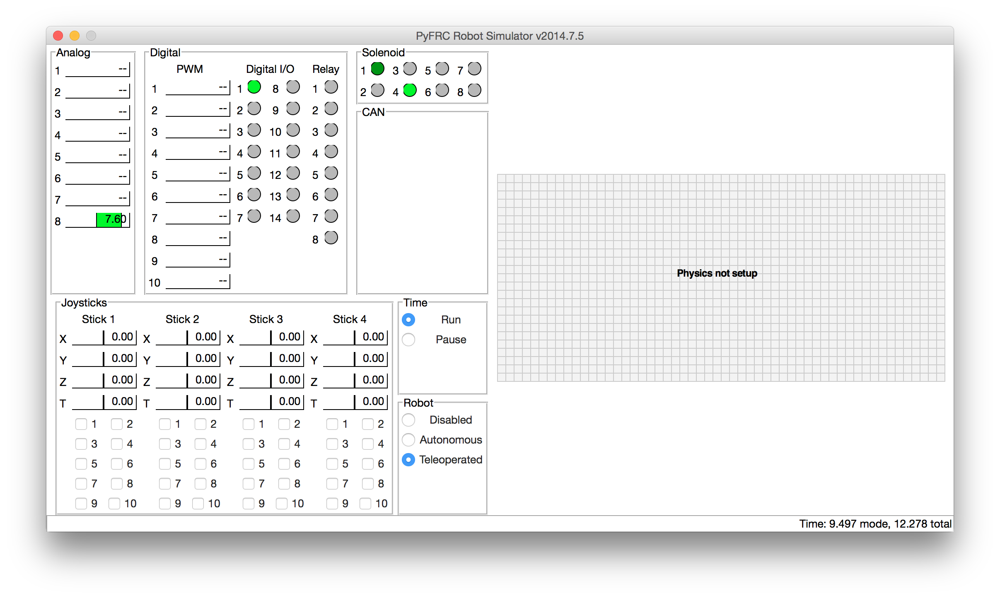 PyFRC Robot Simulator v2014.7.5
Analog
1 --
2 --
3 --
4 --
5 --
6 --
7 --
8 7.60
Digital
PWM Digital I/O Relay
1 -- 1 8 1
2 -- 2 9 2
3 -- 3 10 3
4 -- 4 11 4
5 -- 5 12 5
6 -- 6 13 6
7 -- 7 14 7
8 -- 8
9 --
10 --
Solenoid
1 3 5 7
2 4 6 8
CAN
Physics not setup
Joysticks
Stick 1 Stick 2 Stick 3 Stick 4
X 0.00 X 0.00 X 0.00 X 0.00
Y 0.00 Y 0.00 Y 0.00 Y 0.00
Z 0.00 Z 0.00 Z 0.00 Z 0.00
T 0.00 T 0.00 T 0.00 T 0.00
1 2 1 2 1 2 1 2
3 4 3 4 3 4 3 4
5 6 5 6 5 6 5 6
7 8 7 8 7 8 7 8
9 10 9 10 9 10 9 10
Time
Run
Pause
Robot
Disabled
Autonomous
Teleoperated
Time: 9.497 mode, 12.278 total